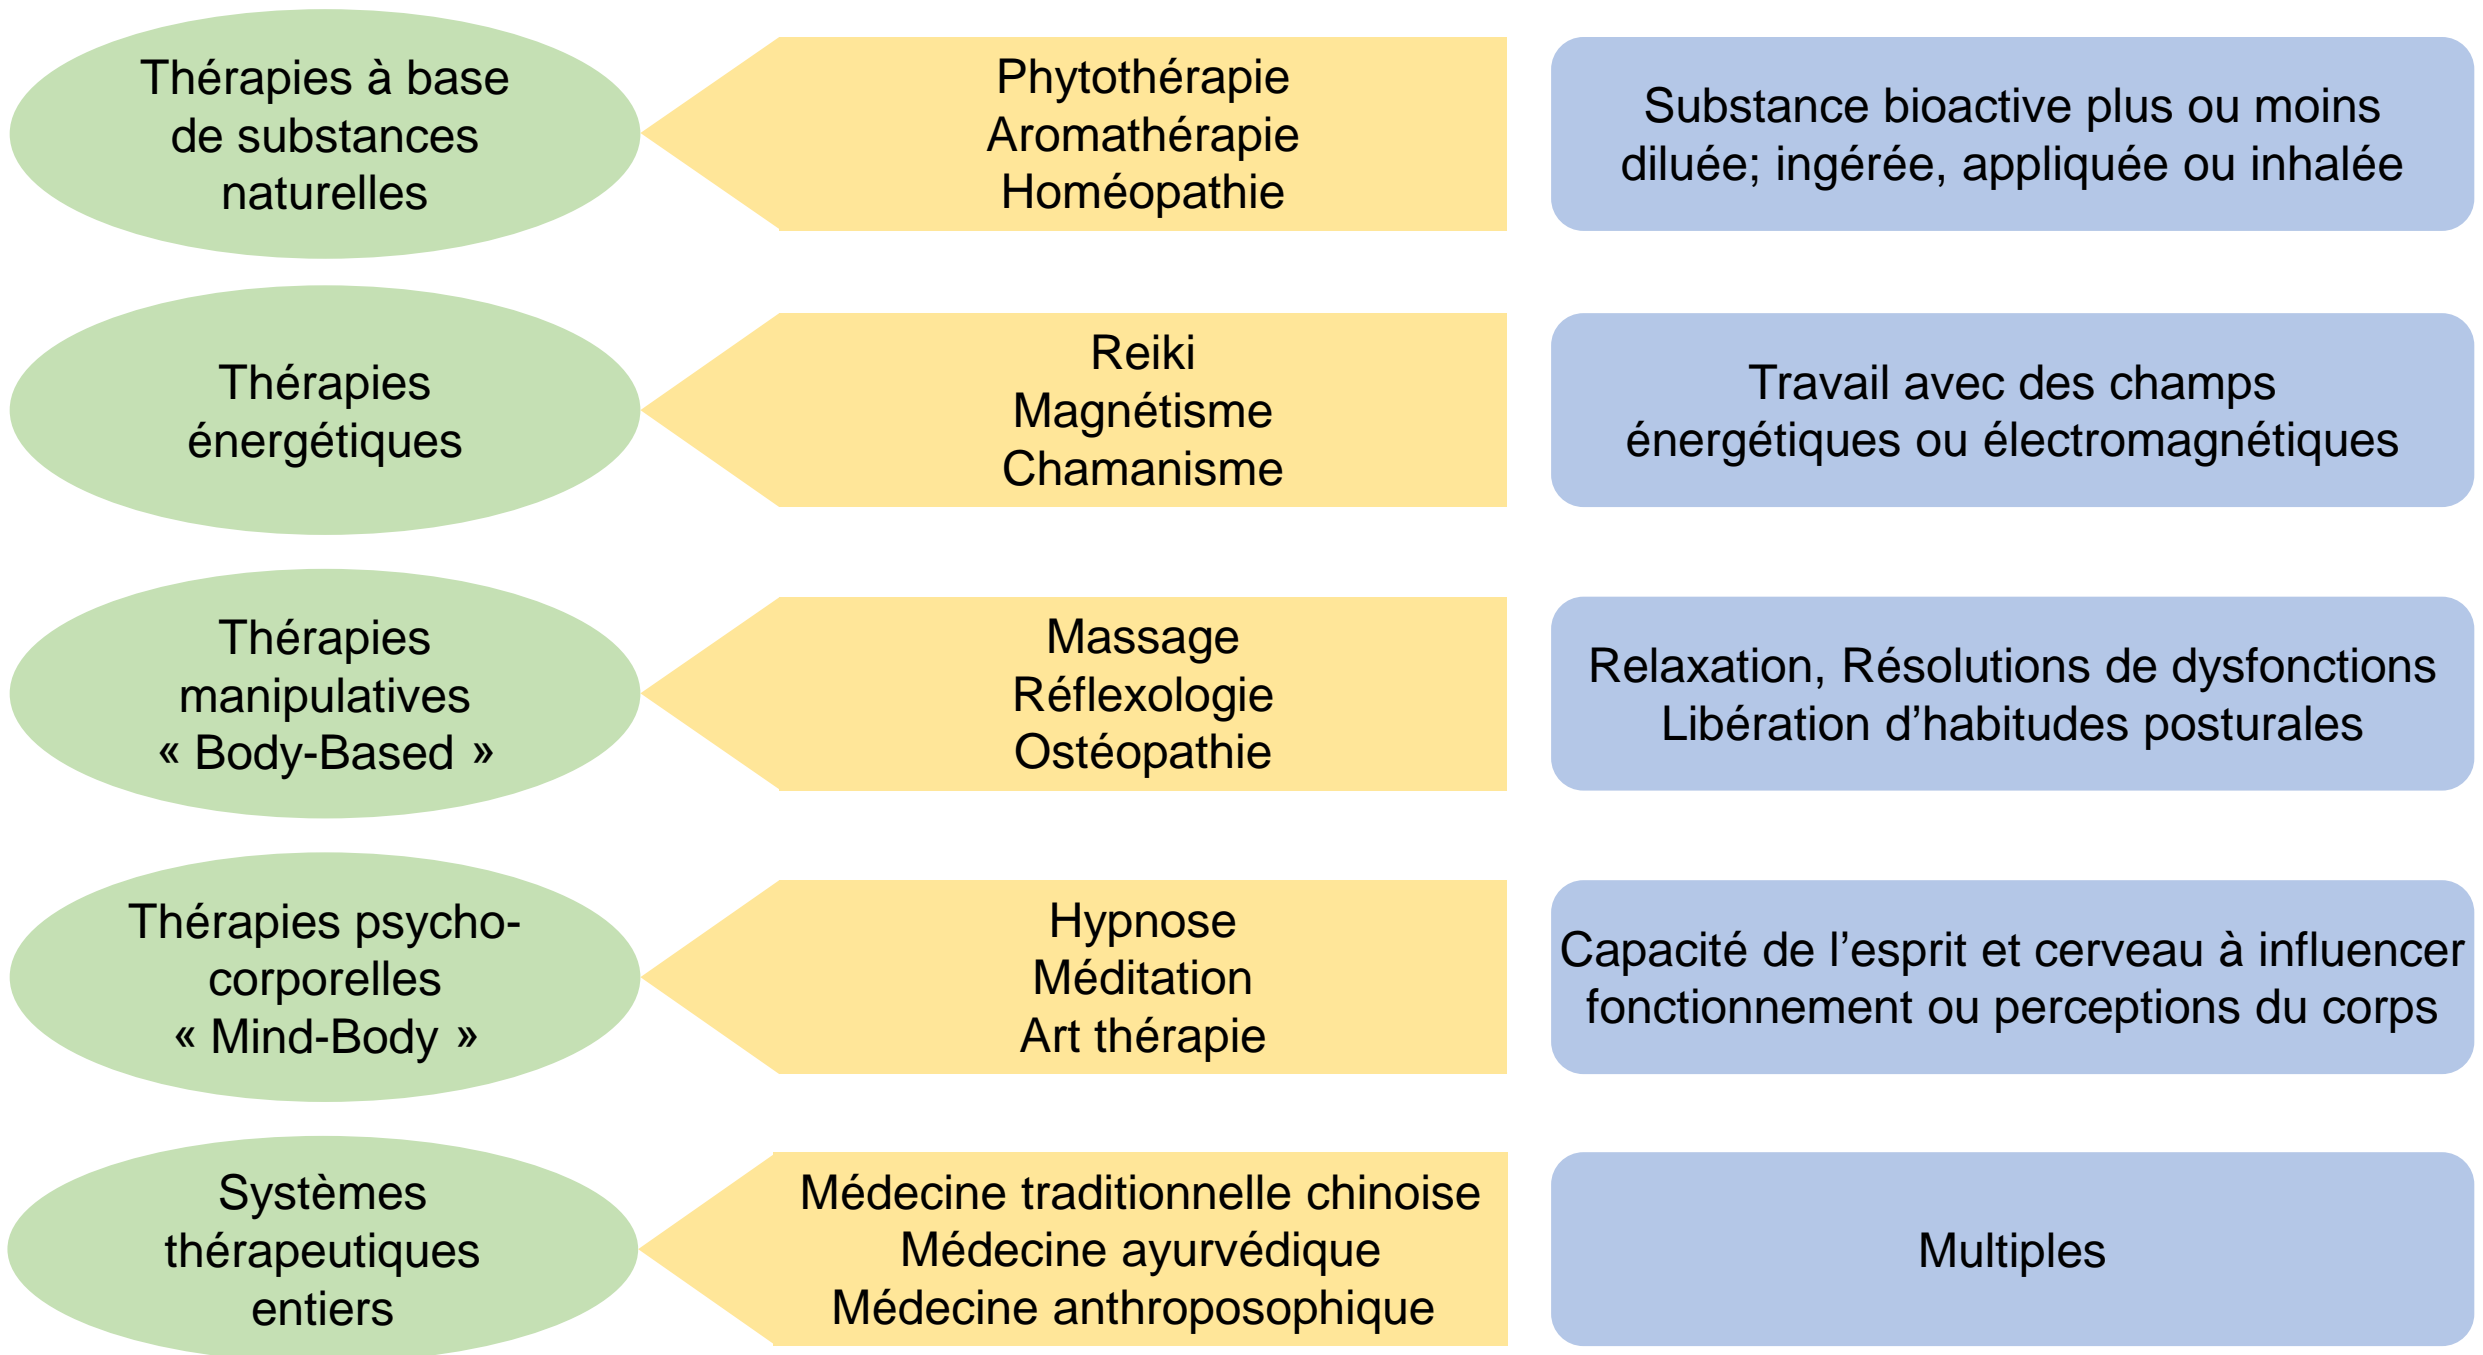 Thérapies à base
de substances
naturelles
Phytothérapie
Aromathérapie
Homéopathie
Substance bioactive plus ou moins
diluée; ingérée, appliquée ou inhalée
Thérapies
énergétiques
Reiki
Magnétisme
Chamanisme
Travail avec des champs
énergétiques ou électromagnétiques
Thérapies
manipulatives
« Body-Based »
Massage
Réflexologie
Ostéopathie
Relaxation, Résolutions de dysfonctions
Libération d’habitudes posturales
Thérapies psycho-
corporelles
« Mind-Body »
Hypnose
Méditation
Art thérapie
Capacité de l’esprit et cerveau à influencer
fonctionnement ou perceptions du corps
Systèmes
thérapeutiques
entiers
Médecine traditionnelle chinoise
Médecine ayurvédique
Médecine anthroposophique
Multiples